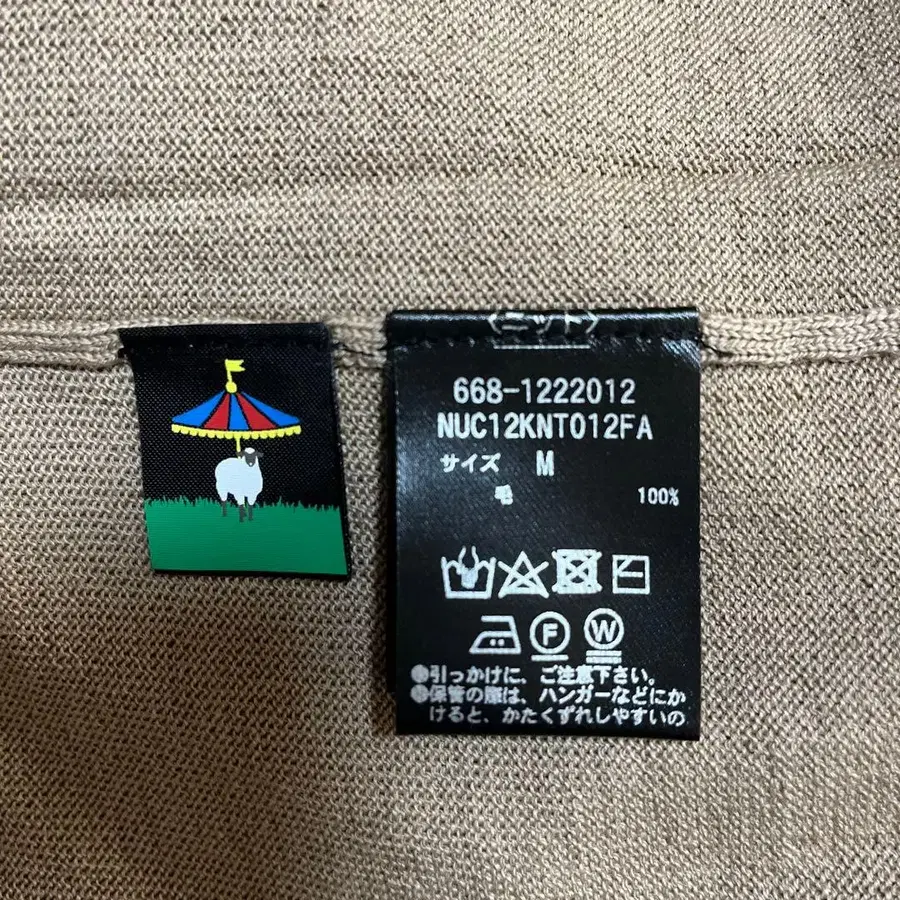 ニット
668-1222012
NUC12KNT012FA
サイズ M
毛 100%
F W
●引っかけに、ご注意下さい。
●保管の際は、ハンガーなどにか
けると、かたくずれしやすいの